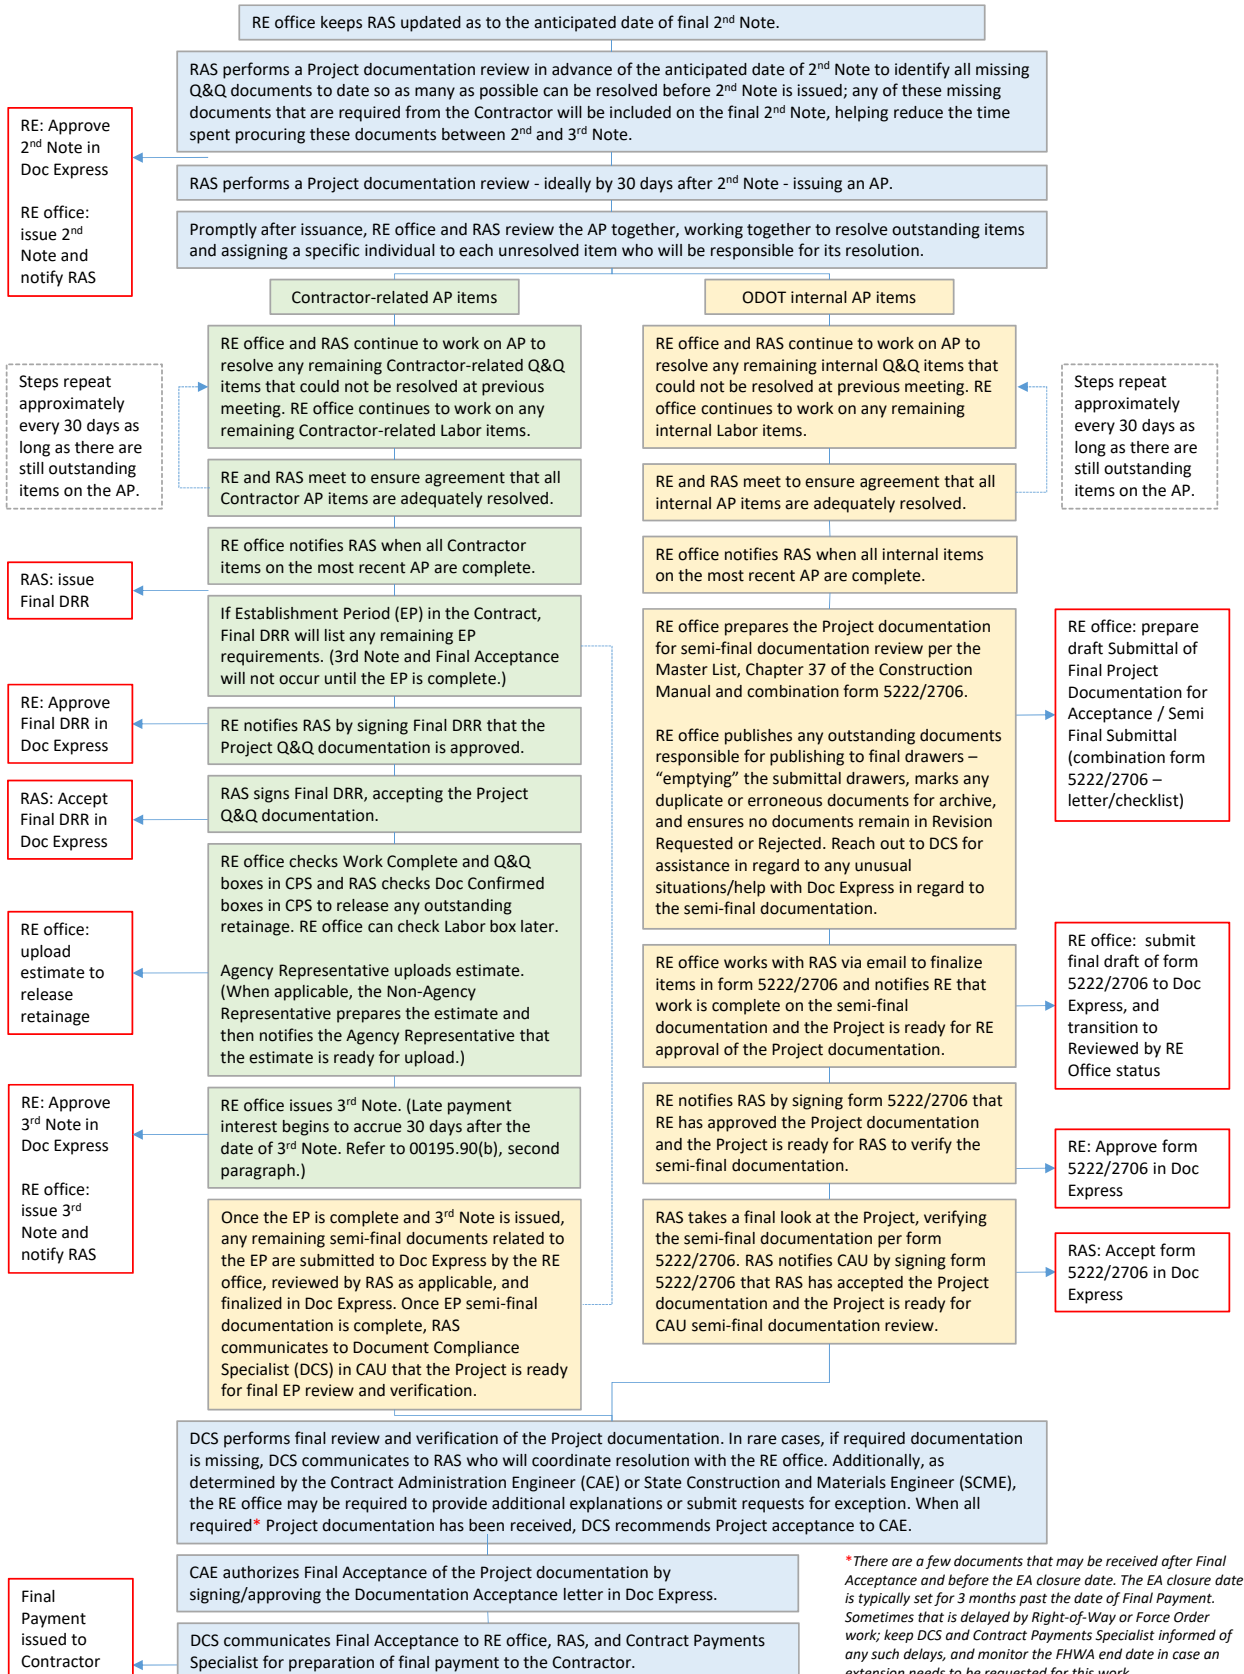 RE office keeps RAS updated as to the anticipated date of final 2nd Note.
RAS performs a Project documentation review in advance of the anticipated date of 2nd Note to identify all missing
Q&Q documents to date so as many as possible can be resolved before 2nd Note is issued; any of these missing
documents that are required from the Contractor will be included on the final 2nd Note, helping reduce the time
spent procuring these documents between 2nd and 3rd Note.
RE: Approve
2nd Note in
Doc Express
RE office:
issue 2nd
Note and
notify RAS
RAS performs a Project documentation review - ideally by 30 days after 2nd Note - issuing an AP.
Promptly after issuance, RE office and RAS review the AP together, working together to resolve outstanding items
and assigning a specific individual to each unresolved item who will be responsible for its resolution.
Contractor-related AP items
RE office and RAS continue to work on AP to
resolve any remaining Contractor-related Q&Q
items that could not be resolved at previous
meeting. RE office continues to work on any
remaining Contractor-related Labor items.
Steps repeat
approximately
every 30 days as
long as there are
still outstanding
items on the AP.
RE and RAS meet to ensure agreement that all
Contractor AP items are adequately resolved.
RE office notifies RAS when all Contractor
items on the most recent AP are complete.
RAS: issue
Final DRR
If Establishment Period (EP) in the Contract,
Final DRR will list any remaining EP
requirements. (3rd Note and Final Acceptance
will not occur until the EP is complete.)
RE: Approve
Final DRR in
Doc Express
RE notifies RAS by signing Final DRR that the
Project Q&Q documentation is approved.
RAS: Accept
Final DRR in
Doc Express
RAS signs Final DRR, accepting the Project
Q&Q documentation.
RE office checks Work Complete and Q&Q
boxes in CPS and RAS checks Doc Confirmed
boxes in CPS to release any outstanding
retainage. RE office can check Labor box later.
Agency Representative uploads estimate.
(When applicable, the Non-Agency
Representative prepares the estimate and
then notifies the Agency Representative that
the estimate is ready for upload.)
RE office:
upload
estimate to
release
retainage
RE: Approve
3rd Note in
Doc Express
RE office:
issue 3rd
Note and
notify RAS
RE office issues 3rd Note. (Late payment
interest begins to accrue 30 days after the
date of 3rd Note. Refer to 00195.90(b), second
paragraph.)
Once the EP is complete and 3rd Note is issued,
any remaining semi-final documents related to
the EP are submitted to Doc Express by the RE
office, reviewed by RAS as applicable, and
finalized in Doc Express. Once EP semi-final
documentation is complete, RAS
communicates to Document Compliance
Specialist (DCS) in CAU that the Project is ready
for final EP review and verification.
ODOT internal AP items
RE office and RAS continue to work on AP to
resolve any remaining internal Q&Q items that
could not be resolved at previous meeting. RE
office continues to work on any remaining
internal Labor items.
Steps repeat
approximately
every 30 days as
long as there are
still outstanding
items on the AP.
RE and RAS meet to ensure agreement that all
internal AP items are adequately resolved.
RE office notifies RAS when all internal items
on the most recent AP are complete.
RE office prepares the Project documentation
for semi-final documentation review per the
Master List, Chapter 37 of the Construction
Manual and combination form 5222/2706.
RE office publishes any outstanding documents
responsible for publishing to final drawers –
“emptying” the submittal drawers, marks any
duplicate or erroneous documents for archive,
and ensures no documents remain in Revision
Requested or Rejected. Reach out to DCS for
assistance in regard to any unusual
situations/help with Doc Express in regard to
the semi-final documentation.
RE office: prepare
draft Submittal of
Final Project
Documentation for
Acceptance / Semi
Final Submittal
(combination form
5222/2706 –
letter/checklist)
RE office works with RAS via email to finalize
items in form 5222/2706 and notifies RE that
work is complete on the semi-final
documentation and the Project is ready for RE
approval of the Project documentation.
RE office:  submit
final draft of form
5222/2706 to Doc
Express, and
transition to
Reviewed by RE
Office status
RE notifies RAS by signing form 5222/2706 that
RE has approved the Project documentation
and the Project is ready for RAS to verify the
semi-final documentation.
RE: Approve form
5222/2706 in Doc
Express
RAS takes a final look at the Project, verifying
the semi-final documentation per form
5222/2706. RAS notifies CAU by signing form
5222/2706 that RAS has accepted the Project
documentation and the Project is ready for
CAU semi-final documentation review.
RAS: Accept form
5222/2706 in Doc
Express
DCS performs final review and verification of the Project documentation. In rare cases, if required documentation
is missing, DCS communicates to RAS who will coordinate resolution with the RE office. Additionally, as
determined by the Contract Administration Engineer (CAE) or State Construction and Materials Engineer (SCME),
the RE office may be required to provide additional explanations or submit requests for exception. When all
required* Project documentation has been received, DCS recommends Project acceptance to CAE.
CAE authorizes Final Acceptance of the Project documentation by
signing/approving the Documentation Acceptance letter in Doc Express.
DCS communicates Final Acceptance to RE office, RAS, and Contract Payments
Specialist for preparation of final payment to the Contractor.
Final
Payment
issued to
Contractor
*There are a few documents that may be received after Final
Acceptance and before the EA closure date. The EA closure date
is typically set for 3 months past the date of Final Payment.
Sometimes that is delayed by Right-of-Way or Force Order
work; keep DCS and Contract Payments Specialist informed of
any such delays, and monitor the FHWA end date in case an
extension needs to be requested for this work.